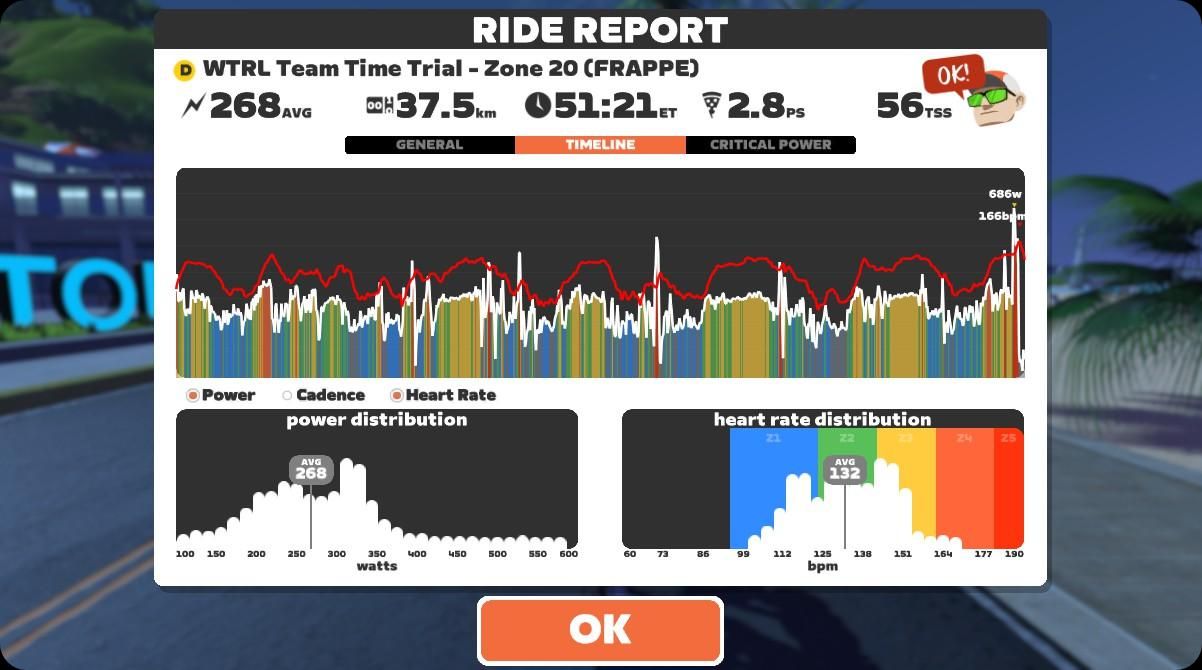 RIDE REPORT
D WTRL Team Time Trial - Zone 20 (FRAPPE)
OK!
268AVG 37.5km 51:21ET 2.8PS 56TSS
GENERAL TIMELINE CRITICAL POWER
686w
166bpm
Power Cadence Heart Rate
power distribution
AVG
268
100 150 200 250 300 350 400 450 500 550 600
watts
heart rate distribution
Z1 Z2 Z3 Z4 Z5
AVG
132
60 73 86 99 112 125 138 151 164 177 190
bpm
OK